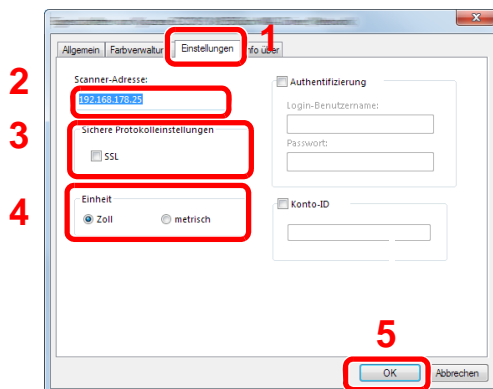 1
Allgemein Farbverwaltu Einstellungen nfo über
2 Scanner-Adresse:
192.168.178.25
3 Sichere Protokolleinstellungen
SSL
4 Einheit
Zoll metrisch
Authentifizierung
Login-Benutzername:
Passwort:
Konto-ID
5
OK Abbrechen